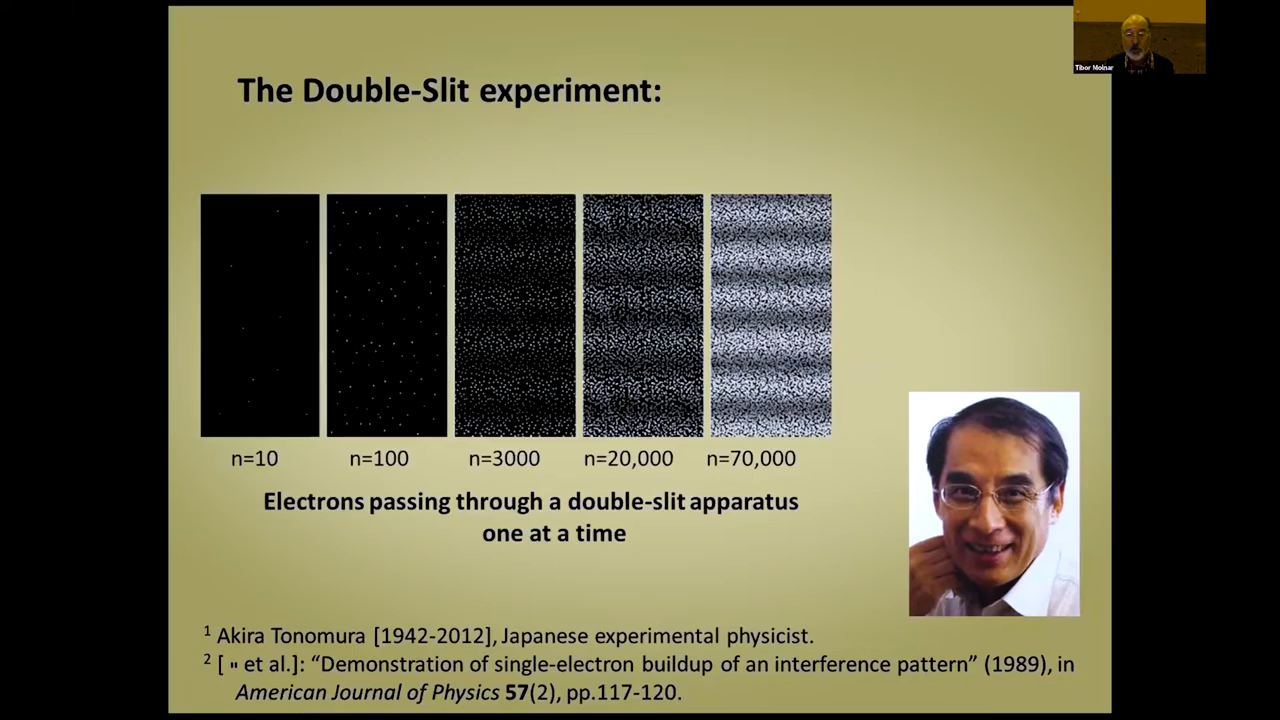 Tibor Molnar
The Double-Slit experiment:
n=10 n=100 n=3000 n=20,000 n=70,000
Electrons passing through a double-slit apparatus
one at a time
1 Akira Tonomura [1942-2012], Japanese experimental physicist.
2 [ " et al.]: “Demonstration of single-electron buildup of an interference pattern” (1989), in
American Journal of Physics 57(2), pp.117-120.